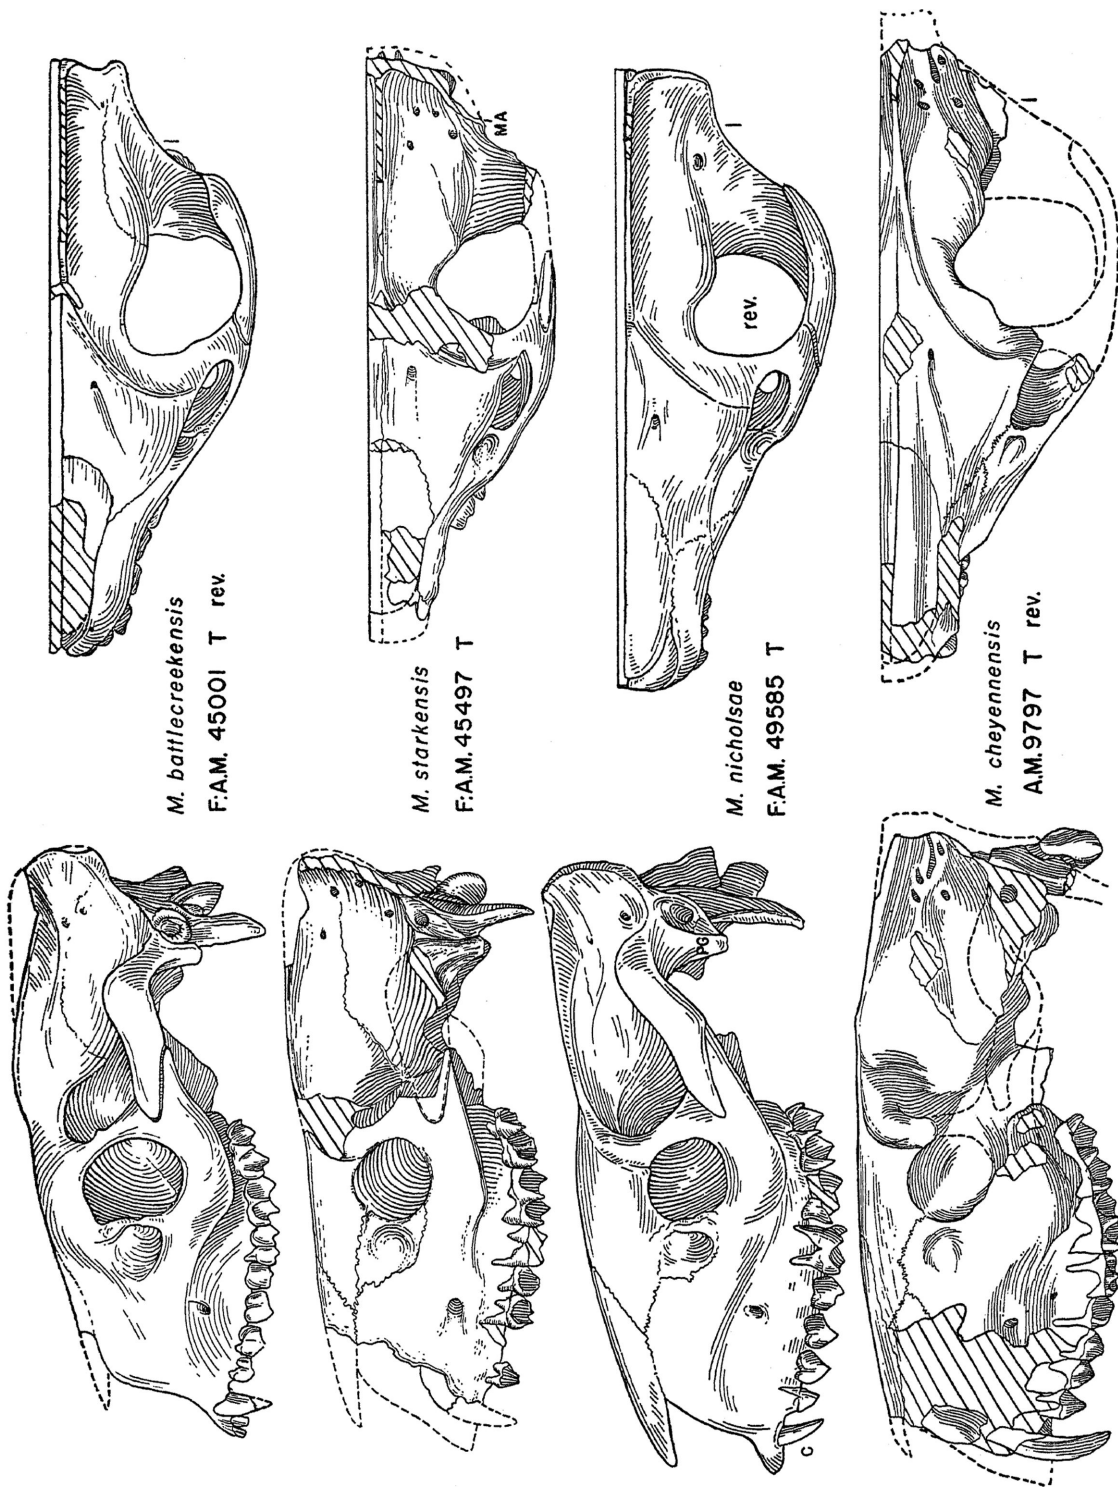 M. battlecreekensis
F:A.M. 45001 T rev.
I
M. starkensis
F:A.M. 45497 T
MA
M. nicholsae
F:A.M. 49585 T
I
rev.
PG
C
M. cheyennensis
A.M. 9797 T rev.
I